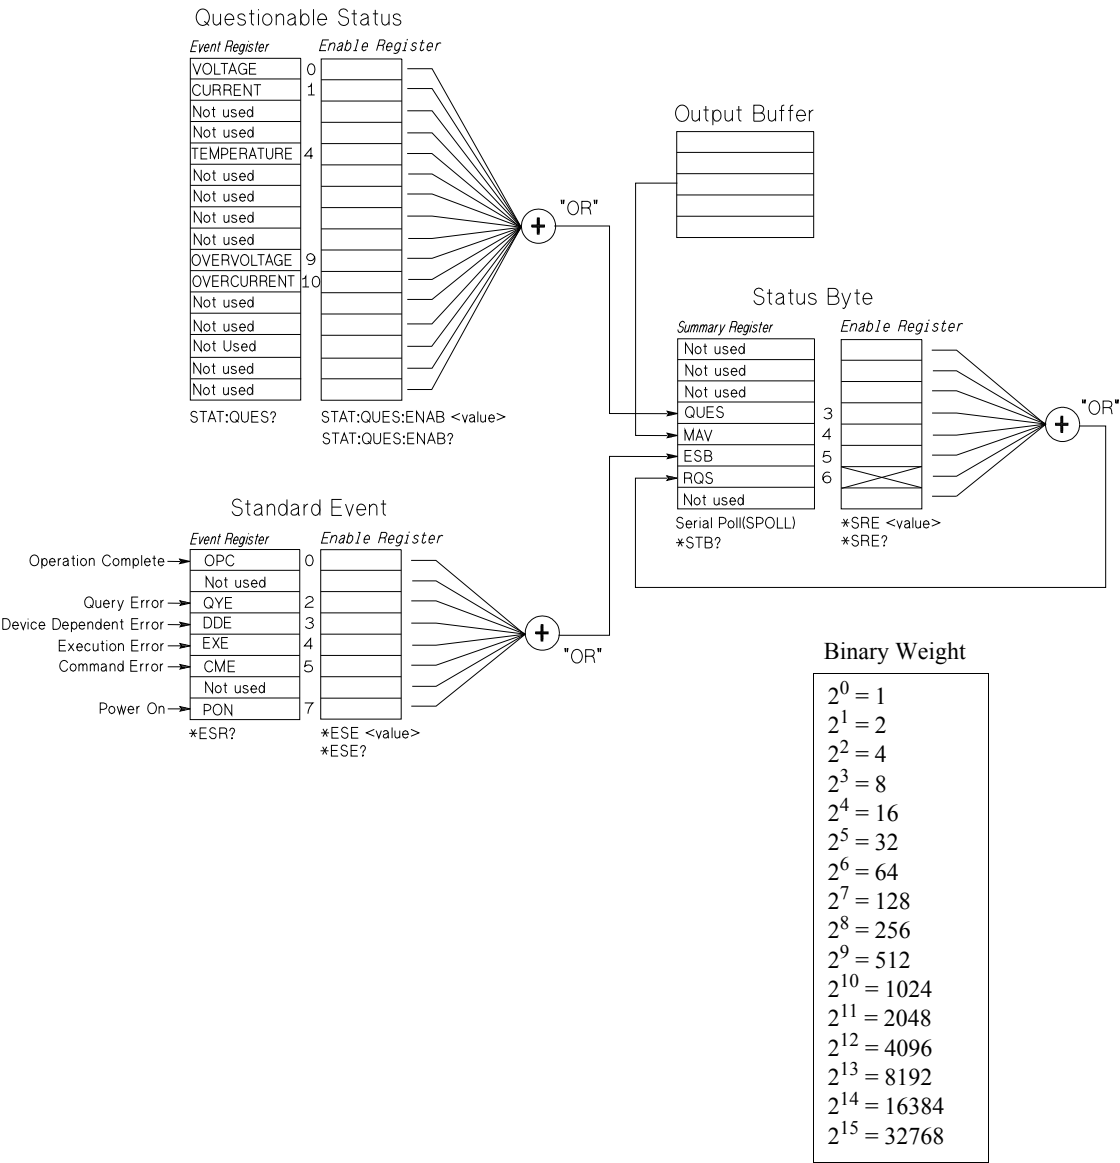 Questionable Status
Event Register Enable Register
VOLTAGE 0
CURRENT 1
Not used
Not used
TEMPERATURE 4
Not used
Not used
Not used
Not used
OVERVOLTAGE 9
OVERCURRENT 10
Not used
Not used
Not Used
Not used
Not used
STAT:QUES? STAT:QUES:ENAB <value>
STAT:QUES:ENAB?
+
"OR"
Output Buffer
Status Byte
Summary Register Enable Register
Not used
Not used
Not used
QUES 3
MAV 4
ESB 5
RQS 6
Not used
Serial Poll(SPOLL) *SRE <value>
*STB? *SRE?
+
"OR"
Standard Event
Event Register Enable Register
Operation Complete OPC 0
Not used
Query Error QYE 2
Device Dependent Error DDE 3
Execution Error EXE 4
Command Error CME 5
Not used
Power On PON 7
*ESR? *ESE <value>
*ESE?
+
"OR"
Binary Weight
2^0 = 1
2^1 = 2
2^2 = 4
2^3 = 8
2^4 = 16
2^5 = 32
2^6 = 64
2^7 = 128
2^8 = 256
2^9 = 512
2^10 = 1024
2^11 = 2048
2^12 = 4096
2^13 = 8192
2^14 = 16384
2^15 = 32768